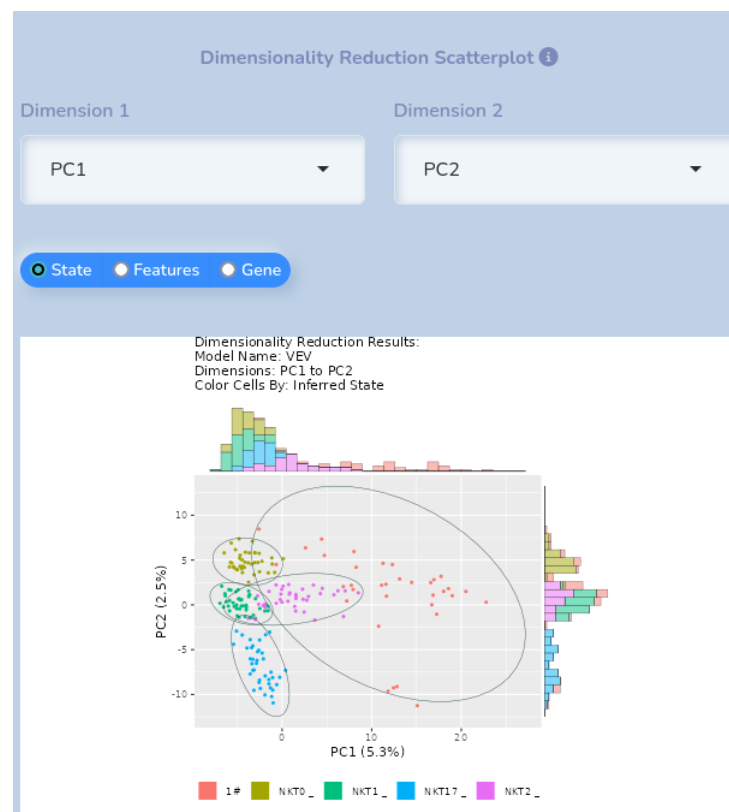 Dimensionality Reduction Scatterplot
Dimension 1
Dimension 2
PC1
PC2
State
Features
Gene
Dimensionality Reduction Results:
Model Name: VEV
Dimensions: PC1 to PC2
Color Cells By: Inferred State
PC2 (2.5%)
10
5
0
-5
-10
0
10
20
PC1 (5.3%)
1#
NKT0_
NKT1_
NKT17_
NKT2_